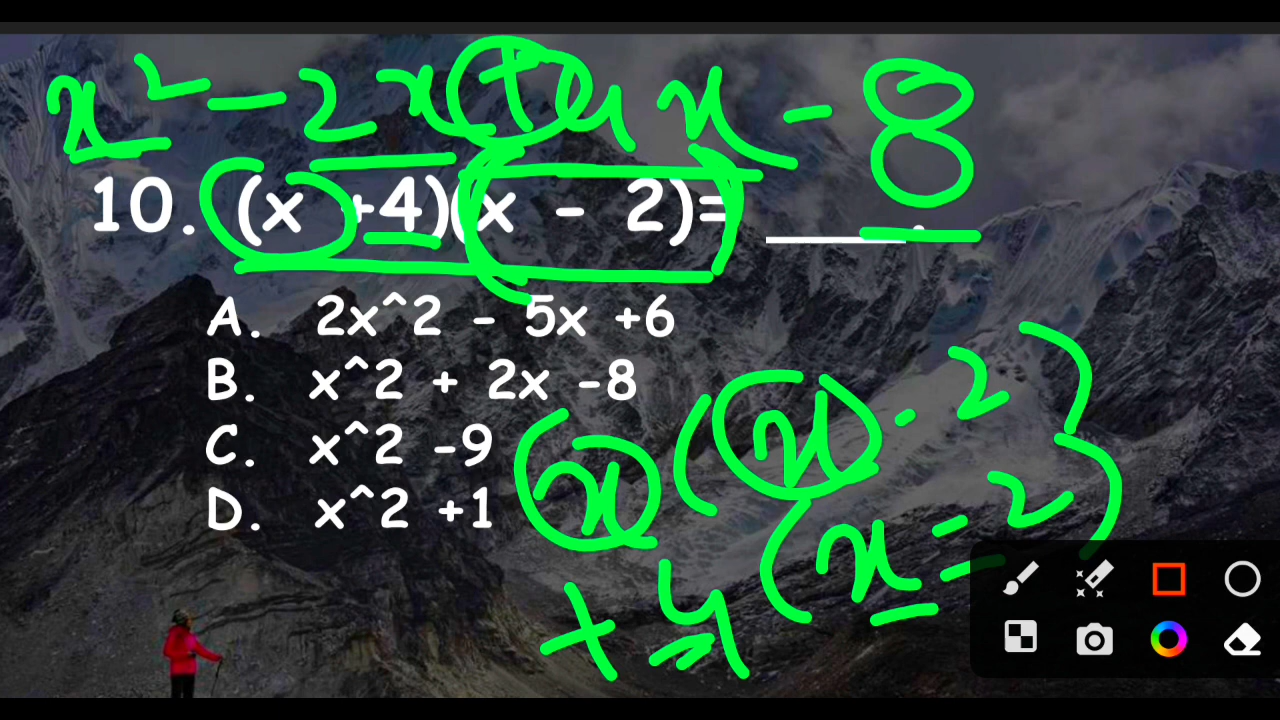 x² - 2x + 4x - 8
10. (x +4)(x - 2)= _____.
A. 2x^2 - 5x +6
B. x^2 + 2x -8
C. x^2 -9
D. x^2 +1
x(x - 2)
+4(x - 2)